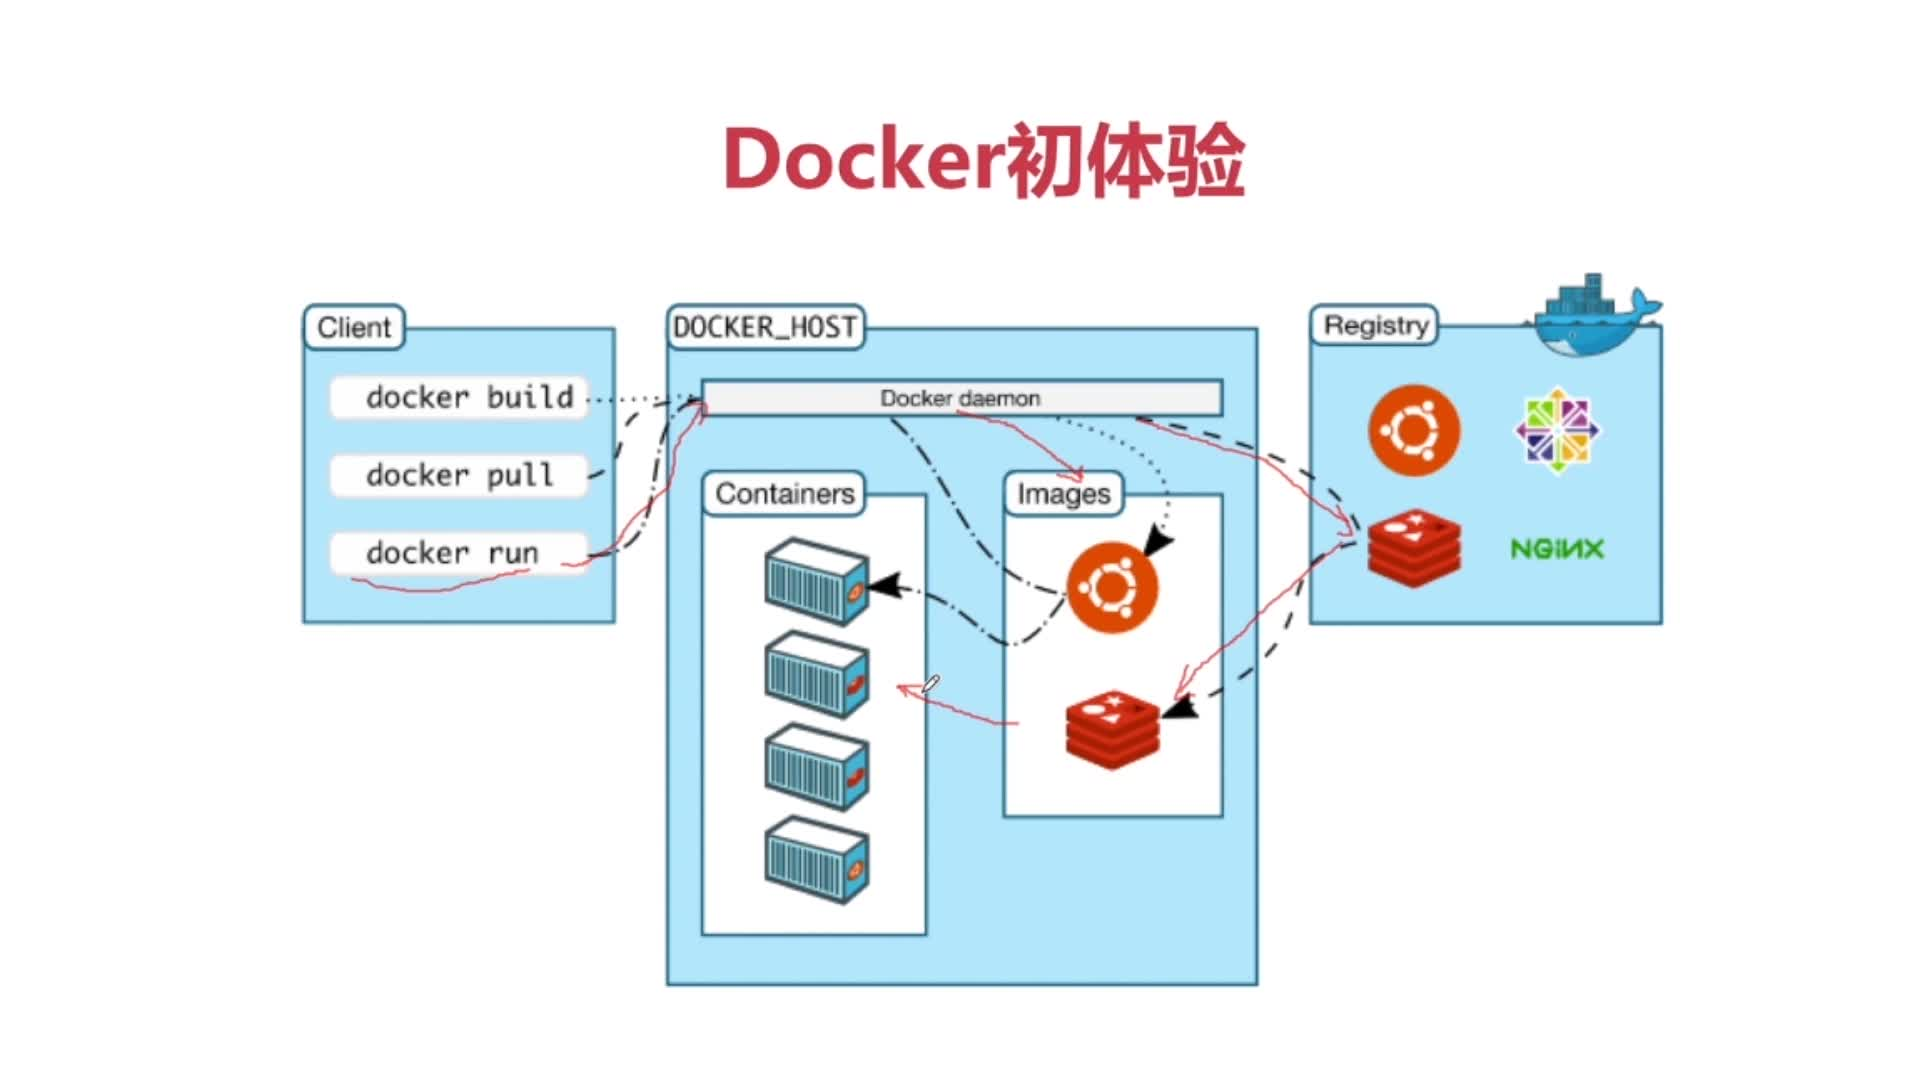 Docker初体验
Client
docker build
docker pull
docker run
DOCKER_HOST
Docker daemon
Containers
Images
Registry
NGiNX